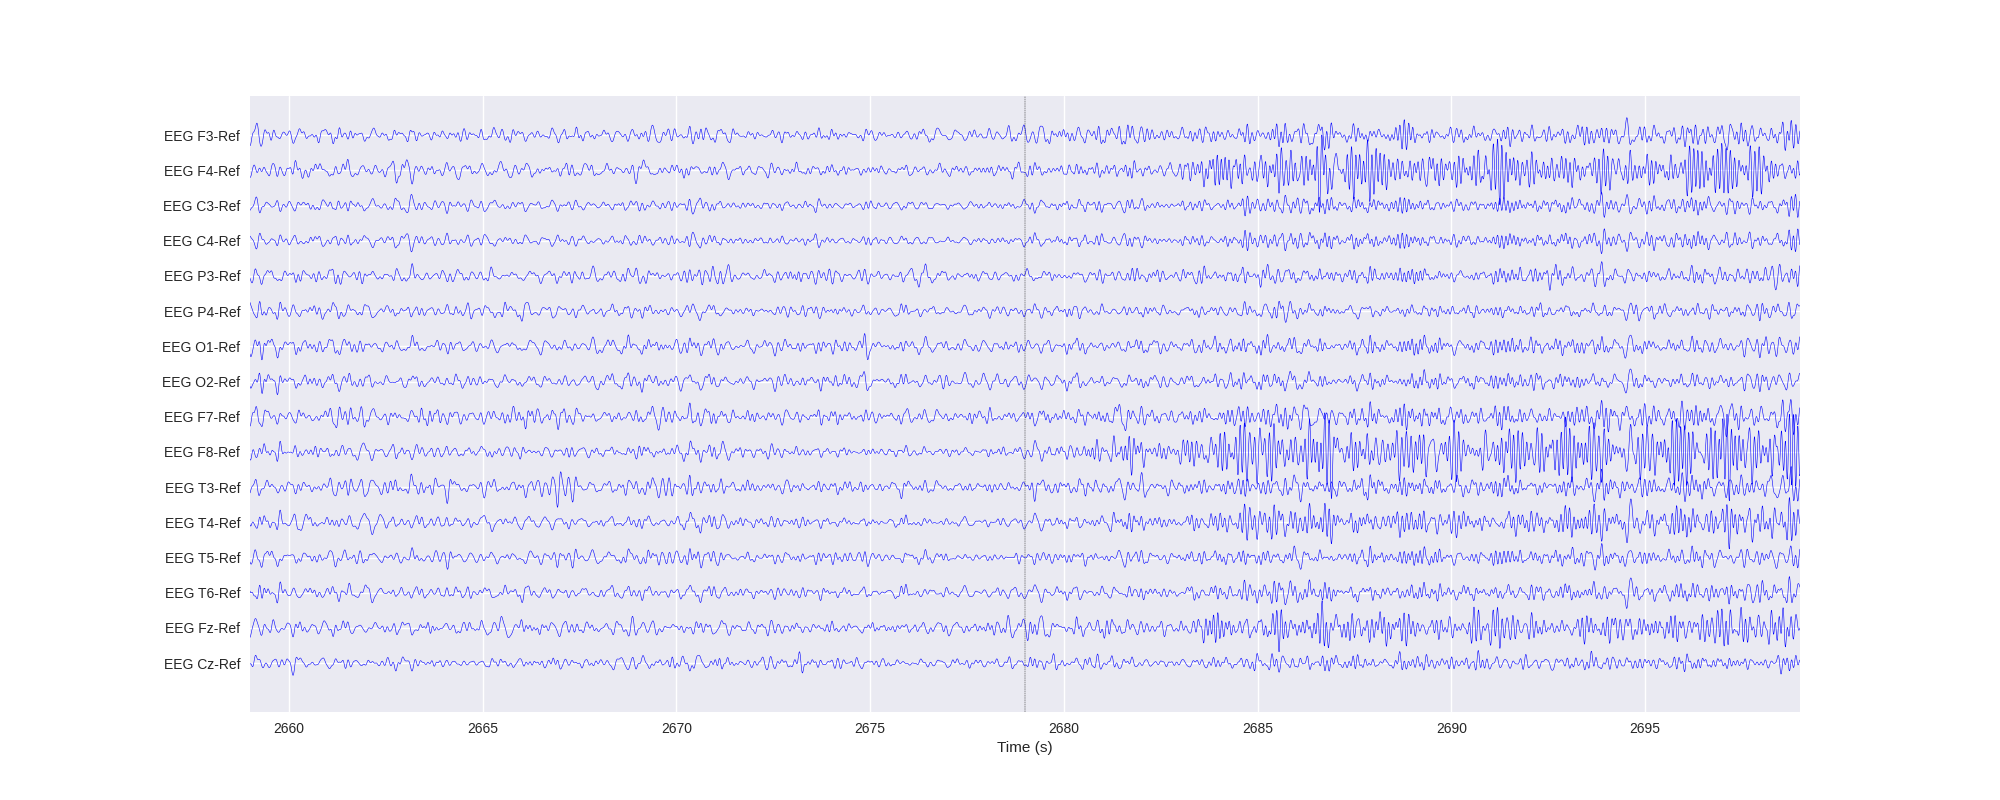 EEG F3-Ref
EEG F4-Ref
EEG C3-Ref
EEG C4-Ref
EEG P3-Ref
EEG P4-Ref
EEG O1-Ref
EEG O2-Ref
EEG F7-Ref
EEG F8-Ref
EEG T3-Ref
EEG T4-Ref
EEG T5-Ref
EEG T6-Ref
EEG Fz-Ref
EEG Cz-Ref
2660 2665 2670 2675 2680 2685 2690 2695
Time (s)